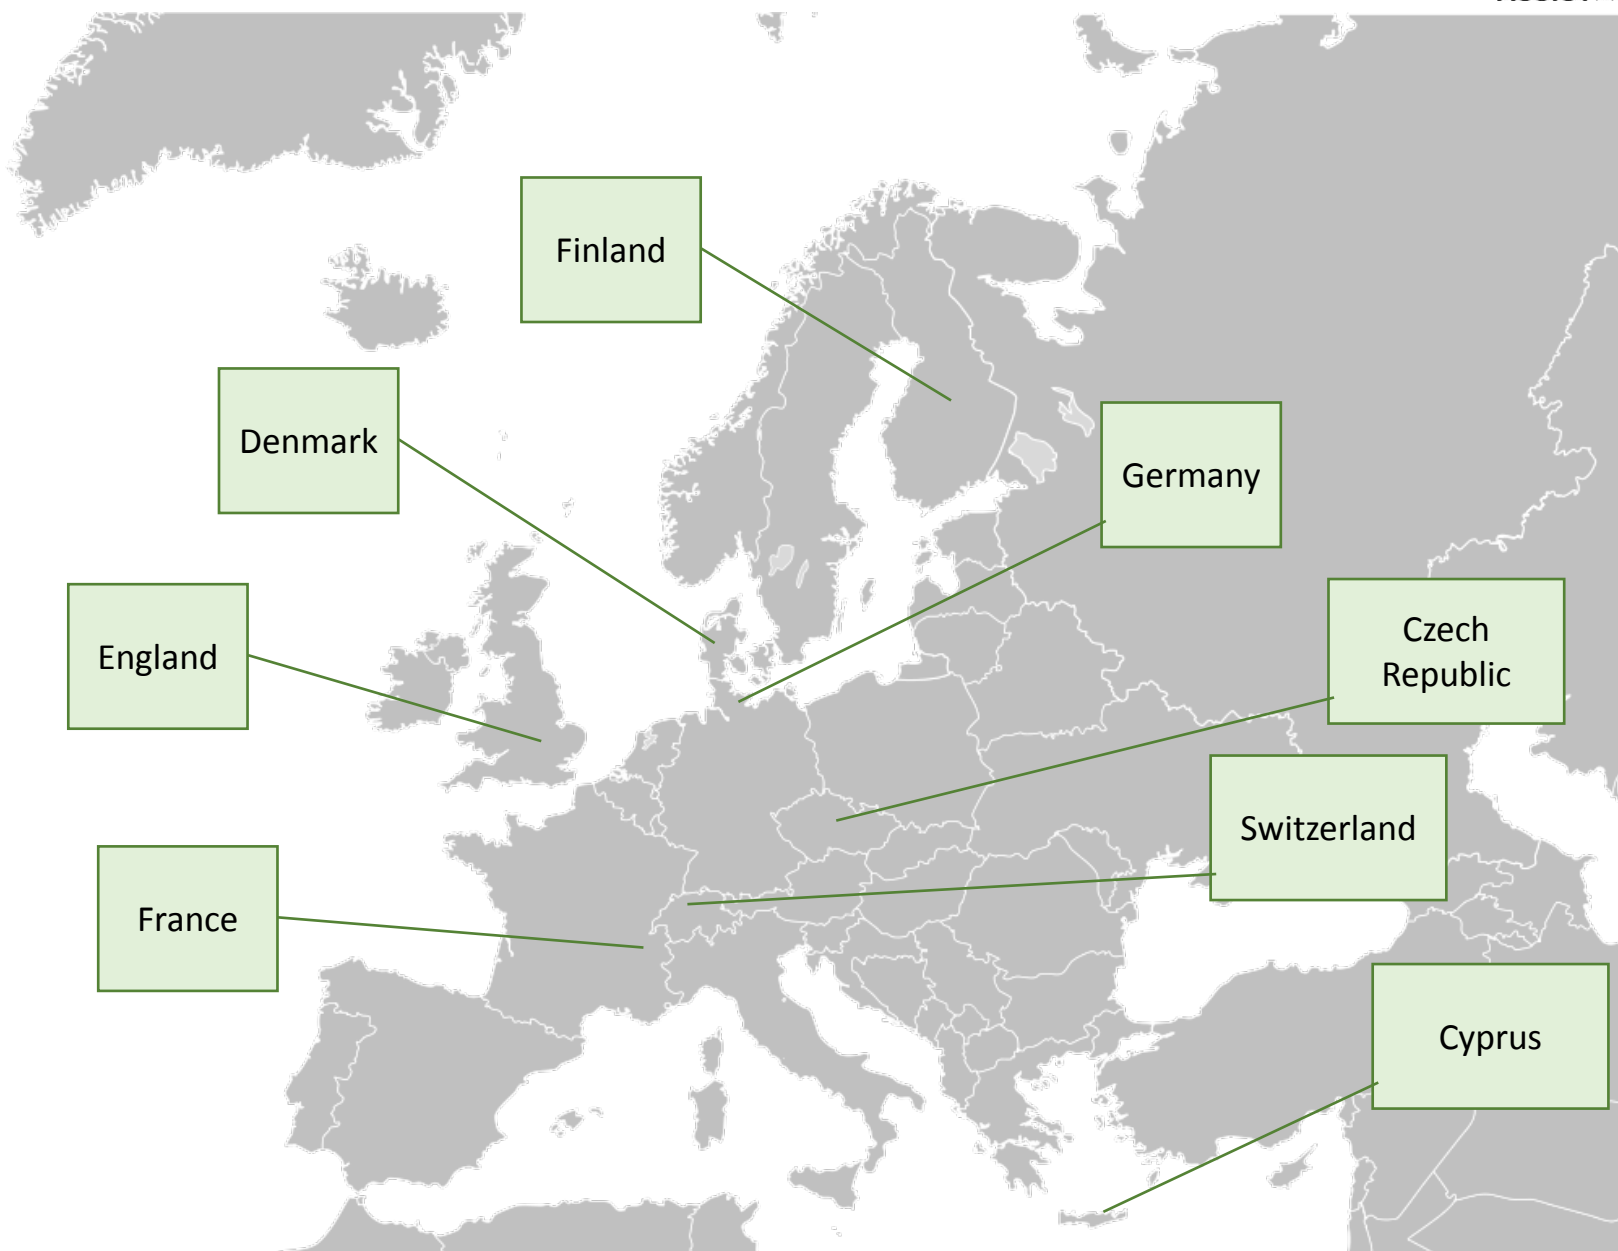 Finland
Denmark
Germany
Czech
Republic
England
Switzerland
France
Cyprus